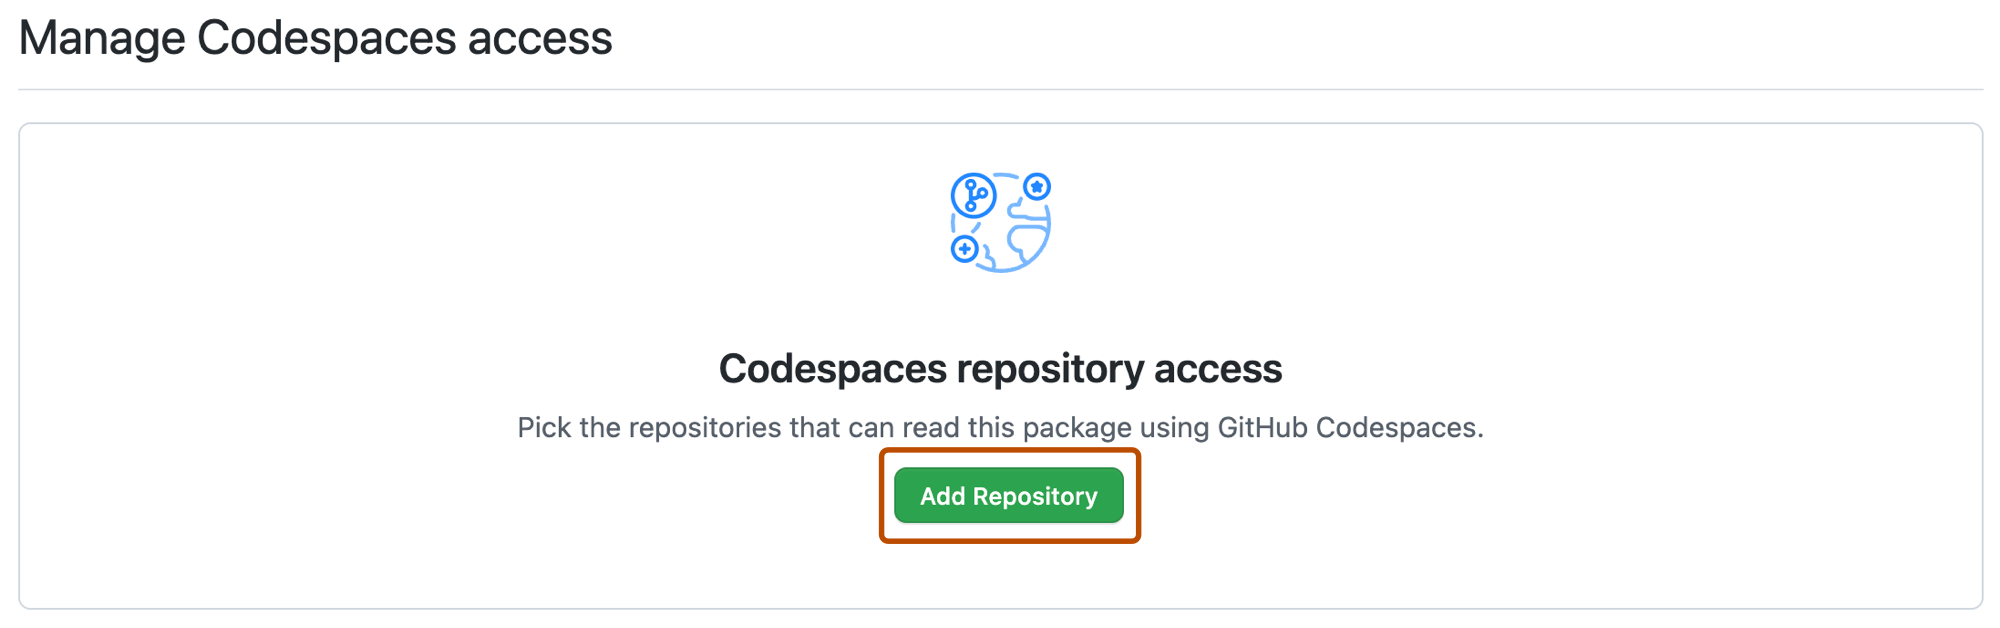 Manage Codespaces access
Codespaces repository access
Pick the repositories that can read this package using GitHub Codespaces.
Add Repository